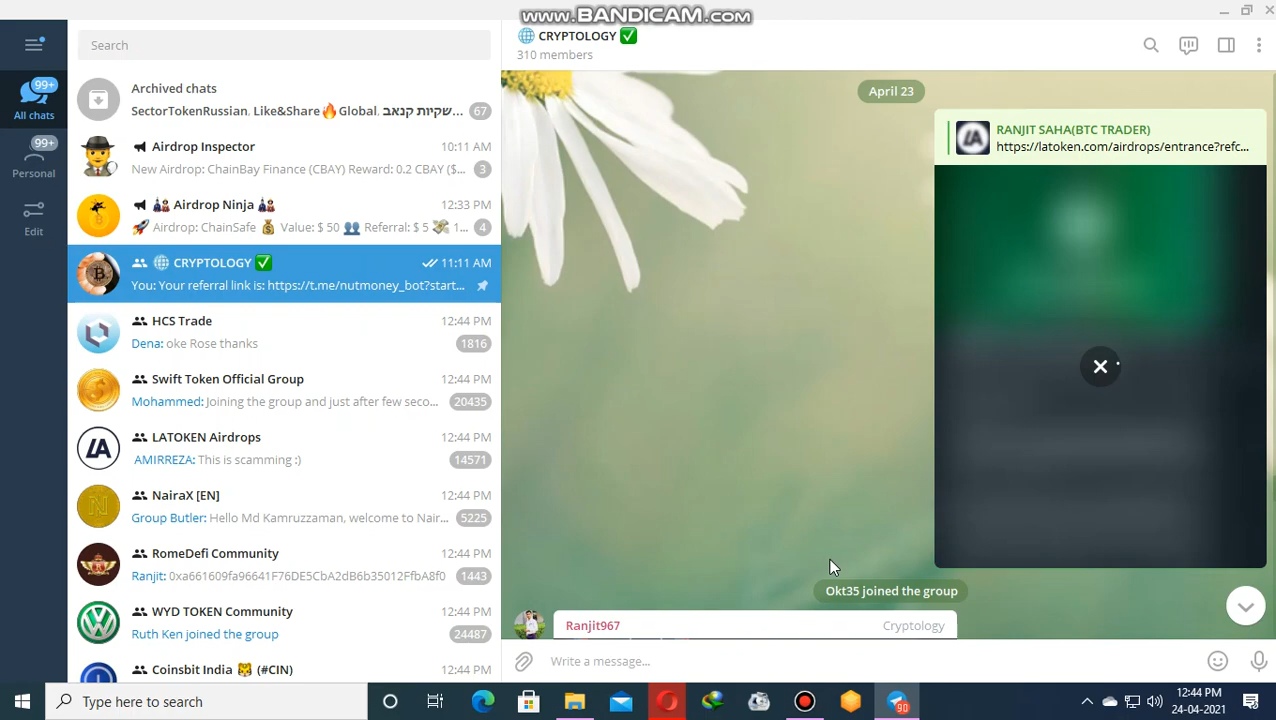 www.BANDICAM.com
Search
CRYPTOLOGY
310 members
99+
All chats
99+
Personal
Edit
Archived chats
SectorTokenRussian, Like&Share🔥Global, שקיות קנאב...
67
Airdrop Inspector
10:11 AM
New Airdrop: ChainBay Finance (CBAY) Reward: 0.2 CBAY ($...
3
Airdrop Ninja
12:33 PM
Airdrop: ChainSafe 💰 Value: $ 50 👥 Referral: $ 5 💸 1...
4
CRYPTOLOGY
11:11 AM
You: Your referral link is: https://t.me/nutmoney_bot?start...
HCS Trade
12:44 PM
Dena: oke Rose thanks
1816
Swift Token Official Group
12:44 PM
Mohammed: Joining the group and just after few seco...
20435
LATOKEN Airdrops
12:44 PM
AMIRREZA: This is scamming :)
14571
NairaX [EN]
12:44 PM
Group Butler: Hello Md Kamruzzaman, welcome to Nair...
5225
RomeDefi Community
12:44 PM
Ranjit: 0xa661609fa96641F76DE5CbA2dB6b35012FfbA8f0
1443
WYD TOKEN Community
12:44 PM
Ruth Ken joined the group
24487
Coinsbit India 🐯 (#CIN)
12:44 PM
April 23
RANJIT SAHA(BTC TRADER)
https://latoken.com/airdrops/entrance?refc...
Okt35 joined the group
Ranjit967
Cryptology
Write a message...
Type here to search
90
12:44 PM
24-04-2021